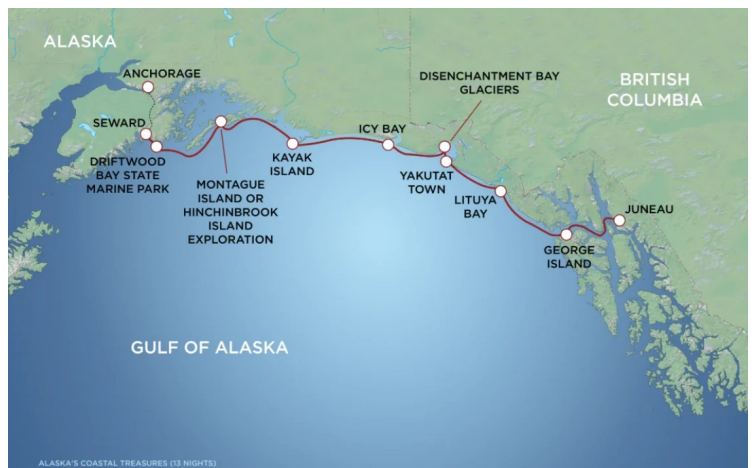 ALASKA
ANCHORAGE
DISENCHANTMENT BAY
GLACIERS
BRITISH
COLUMBIA
SEWARD
DRIFTWOOD
BAY STATE
MARINE PARK
MONTAGUE
ISLAND OR
HINCHINBROOK
ISLAND
EXPLORATION
KAYAK
ISLAND
ICY BAY
YAKUTAT
TOWN
LITUYA
BAY
GEORGE
ISLAND
JUNEAU
GULF OF ALASKA
ALASKA'S COASTAL TREASURES (13 NIGHTS)